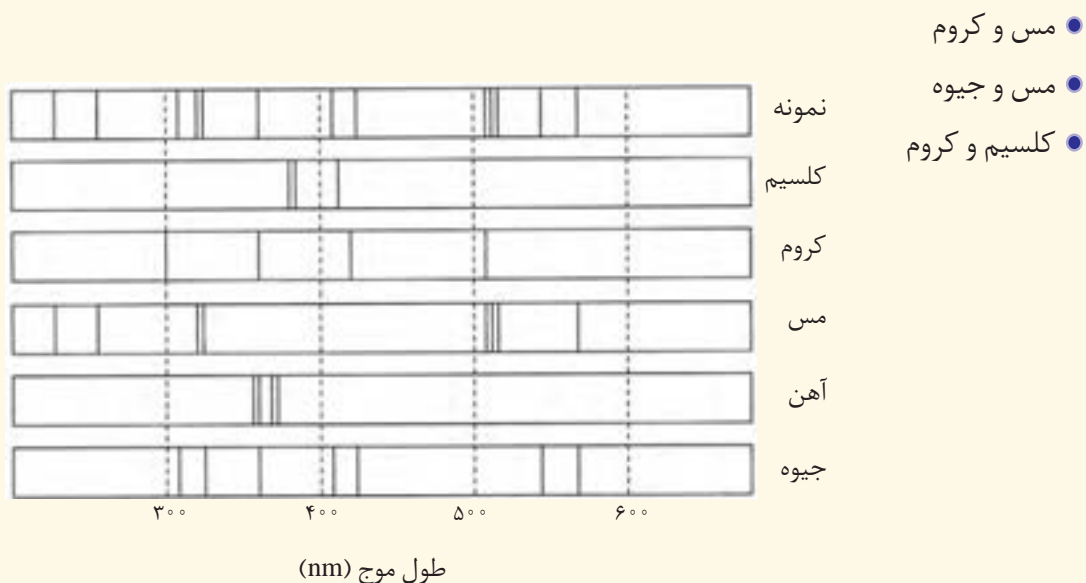 ● مس و کروم
● مس و جیوه
● کلسیم و کروم
نمونه
کلسیم
کروم
مس
آهن
جیوه
۳۰۰ ۴۰۰ ۵۰۰ ۶۰۰
طول موج (nm)